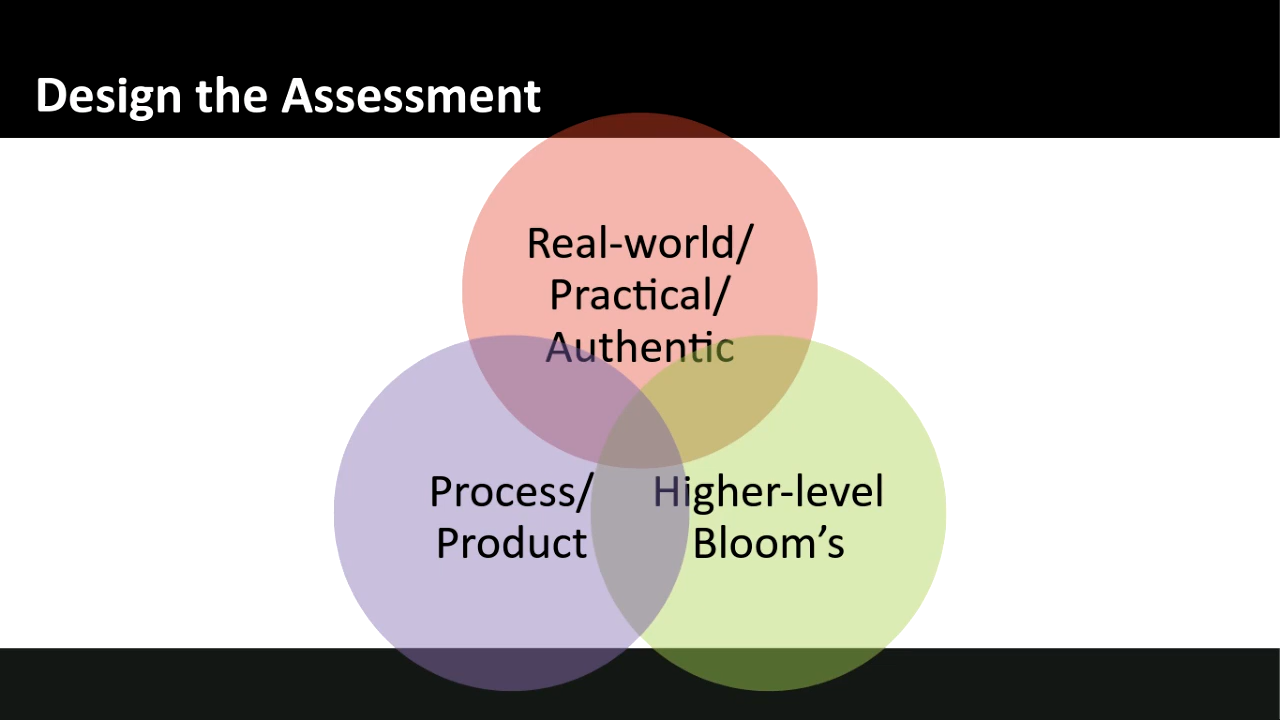 Design the Assessment
Real-world/
Practical/
Authentic
Process/
Product
Higher-level
Bloom’s